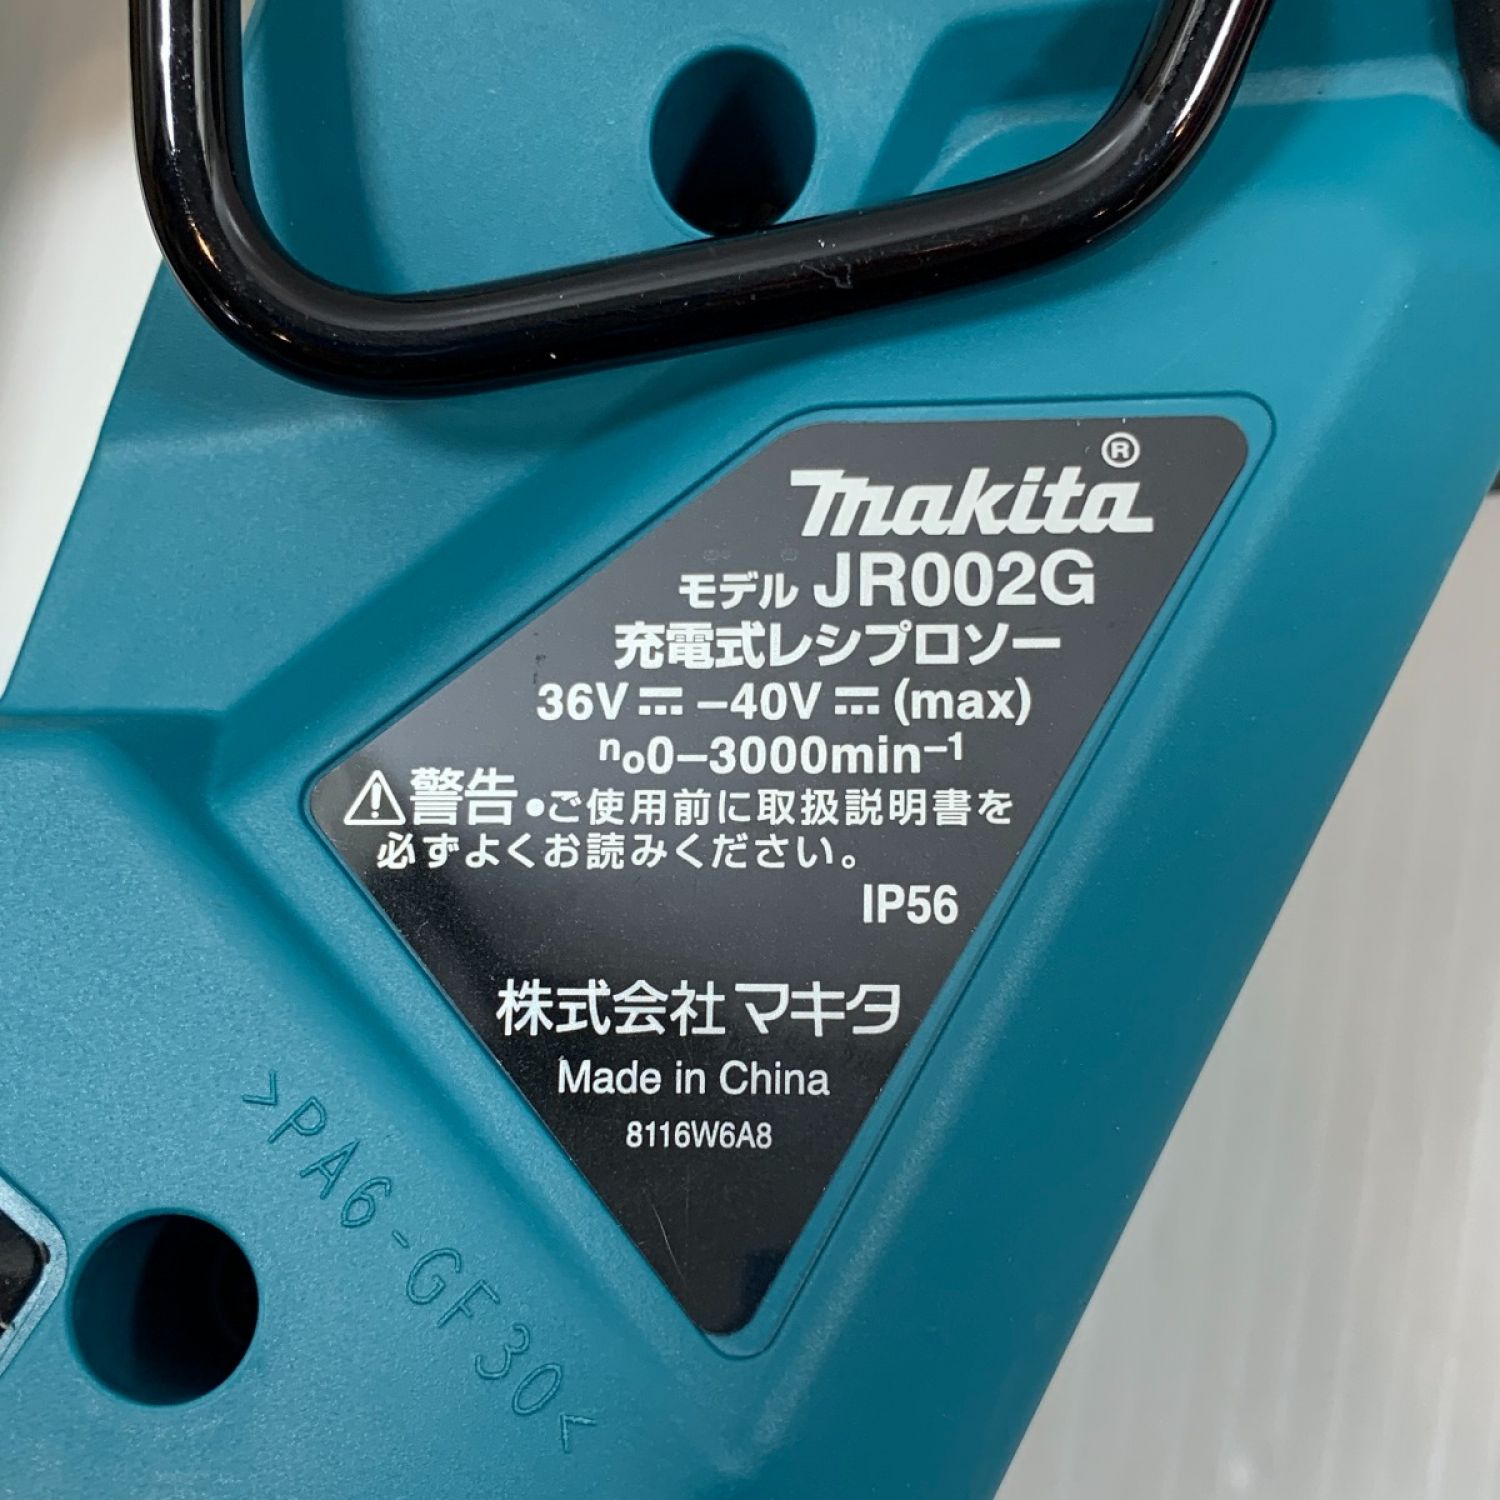 makita®
モデル JR002G
充電式レシプロソー
36V⎓ –40V⎓ (max)
no0–3000min–1
⚠警告●ご使用前に取扱説明書を
必ずよくお読みください。
IP56
株式会社マキタ
Made in China
8116W6A8
>PA6-GF30<